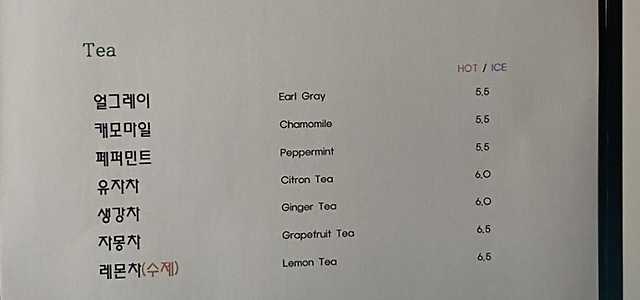 Tea
HOT / ICE
얼그레이 Earl Gray 5,5
캐모마일 Chamomile 5,5
페퍼민트 Peppermint 5,5
유자차 Citron Tea 6,0
생강차 Ginger Tea 6,0
자몽차 Grapefruit Tea 6,5
레몬차(수제) Lemon Tea 6,5